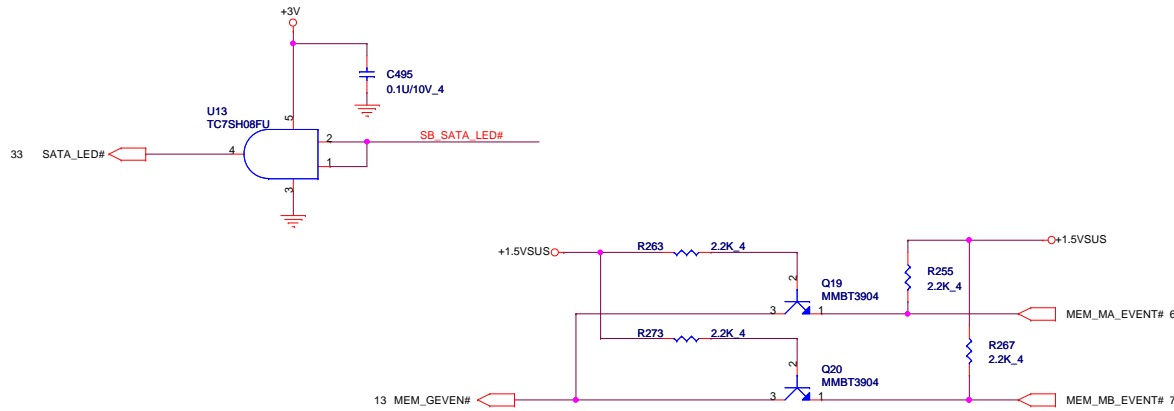 +3V
C495
0.1U/10V_4
U13
TC7SH08FU
5
2
SB_SATA_LED#
33 SATA_LED#
4
1
3
+1.5VSUS
R263
2.2K_4
+1.5VSUS
2
Q19
MMBT3904
R255
2.2K_4
3
1
MEM_MA_EVENT# 6
R273
2.2K_4
R267
2.2K_4
2
Q20
MMBT3904
13 MEM_GEVEN#
3
1
MEM_MB_EVENT# 7